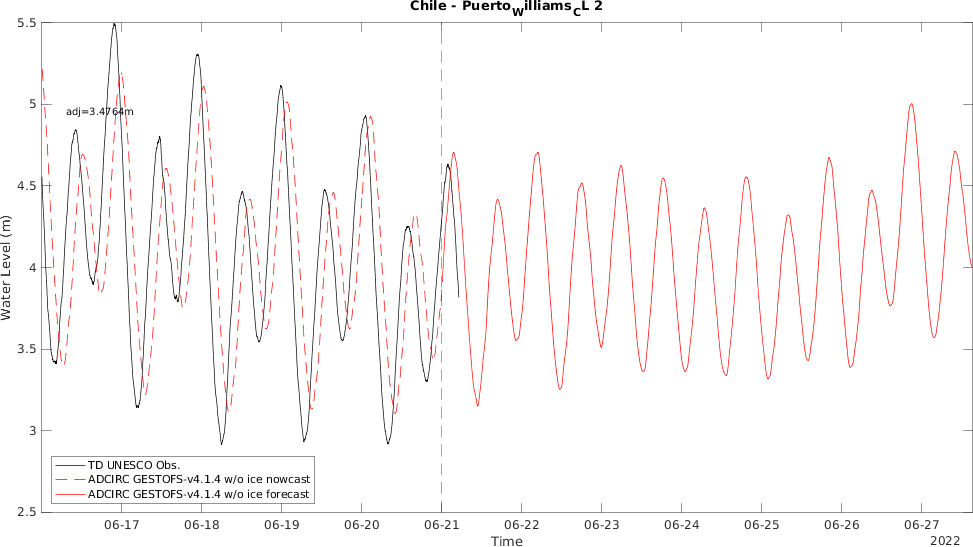 Chile - Puerto_Williams_CL 2
5.5
5
4.5
4
3.5
3
2.5
Water Level (m)
adj=3.4764m
TD UNESCO Obs.
ADCIRC GESTOFS-v4.1.4 w/o ice nowcast
ADCIRC GESTOFS-v4.1.4 w/o ice forecast
06-17 06-18 06-19 06-20 06-21 06-22 06-23 06-24 06-25 06-26 06-27
Time
2022